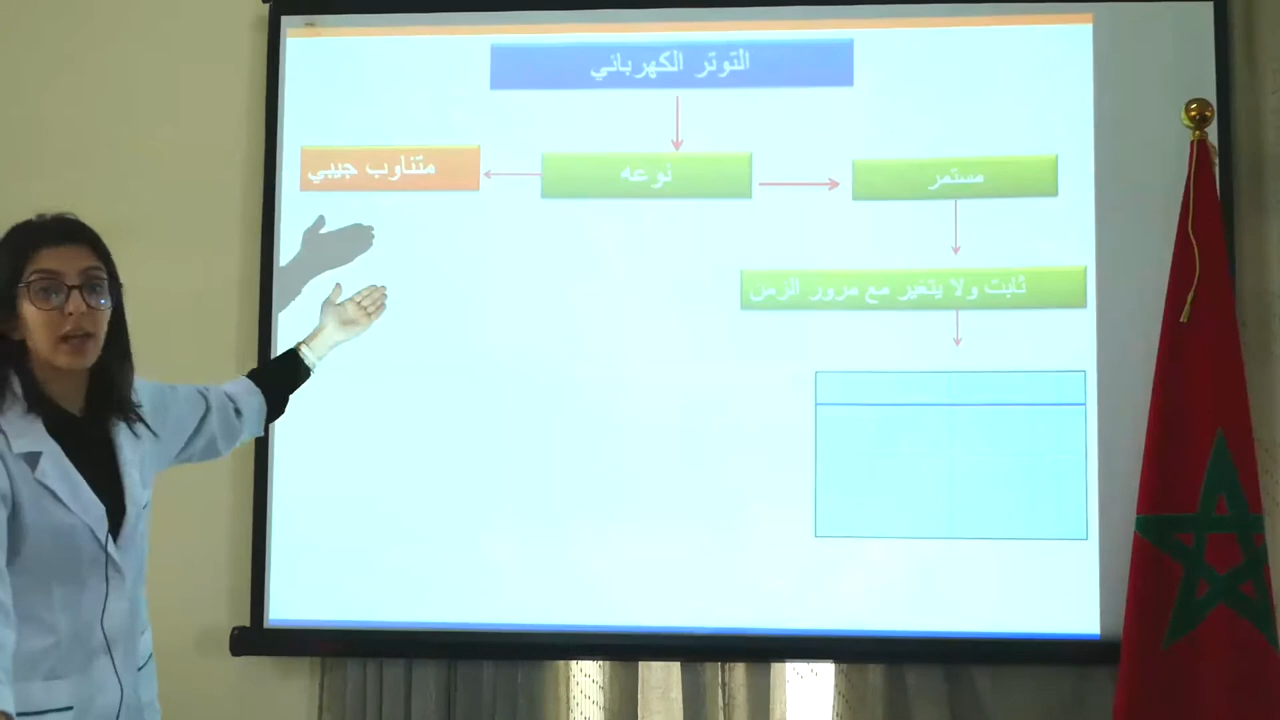 التوتر الكهربائي
نوعه
مستمر
متناوب جيبي
ثابت ولا يتغير مع مرور الزمن